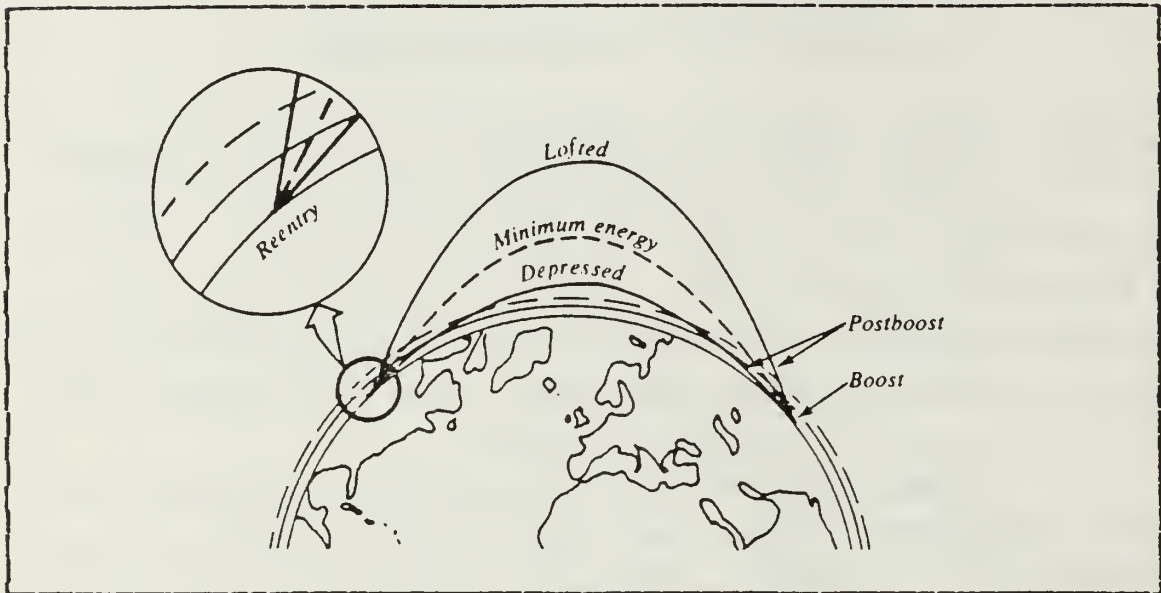 Lofted
Minimum energy
Depressed
Reentry
Postboost
Boost